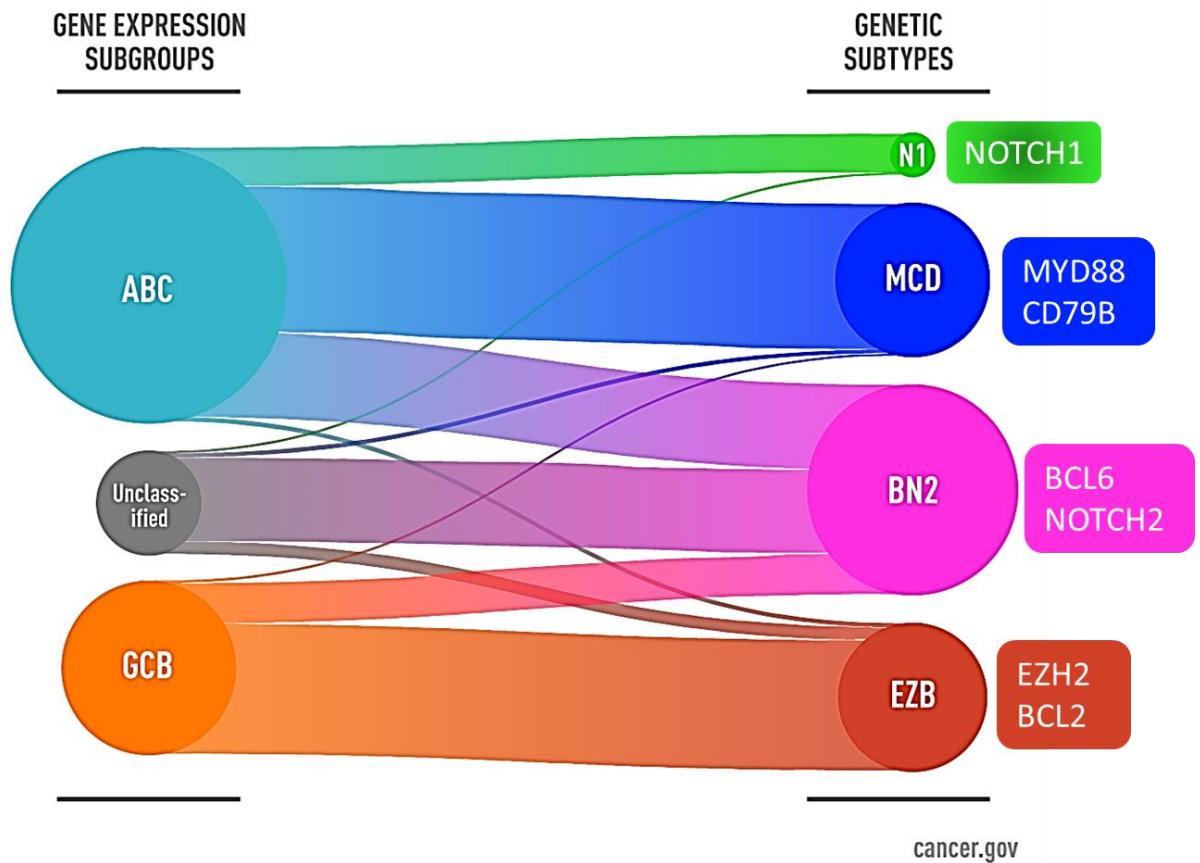 GENE EXPRESSION
SUBGROUPS
GENETIC
SUBTYPES
N1
NOTCH1
ABC
MCD
MYD88
CD79B
Unclass-
ified
BN2
BCL6
NOTCH2
GCB
EZB
EZH2
BCL2
cancer.gov